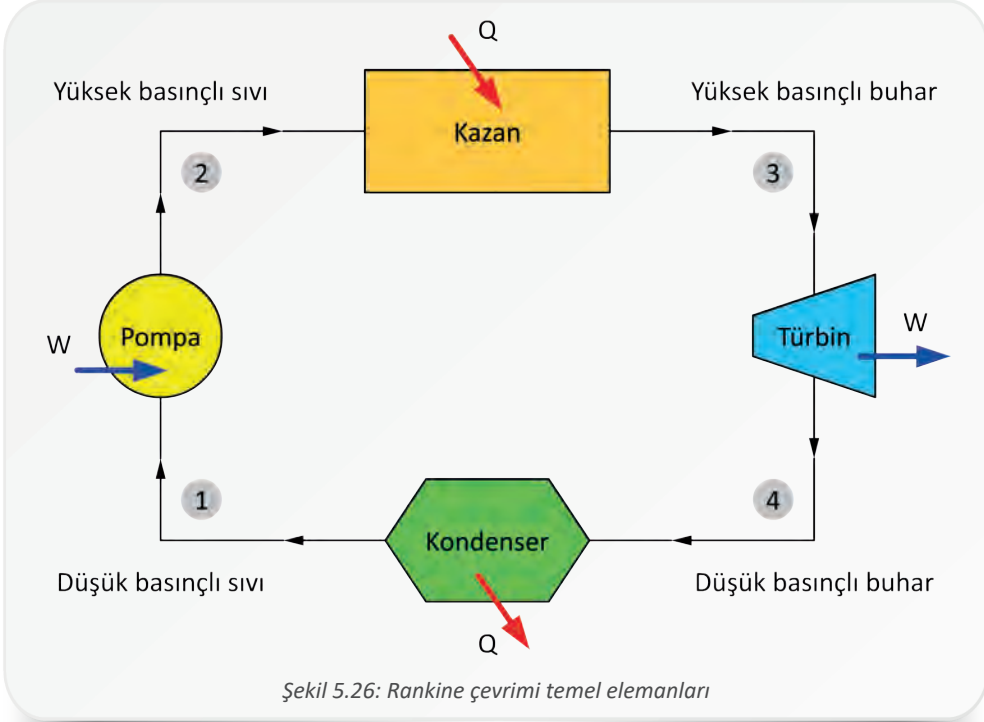 Q
Yüksek basınçlı sıvı
Yüksek basınçlı buhar
Kazan
2
3
Pompa
W
Türbin
W
1
4
Kondenser
Düşük basınçlı sıvı
Düşük basınçlı buhar
Q
Şekil 5.26: Rankine çevrimi temel elemanları